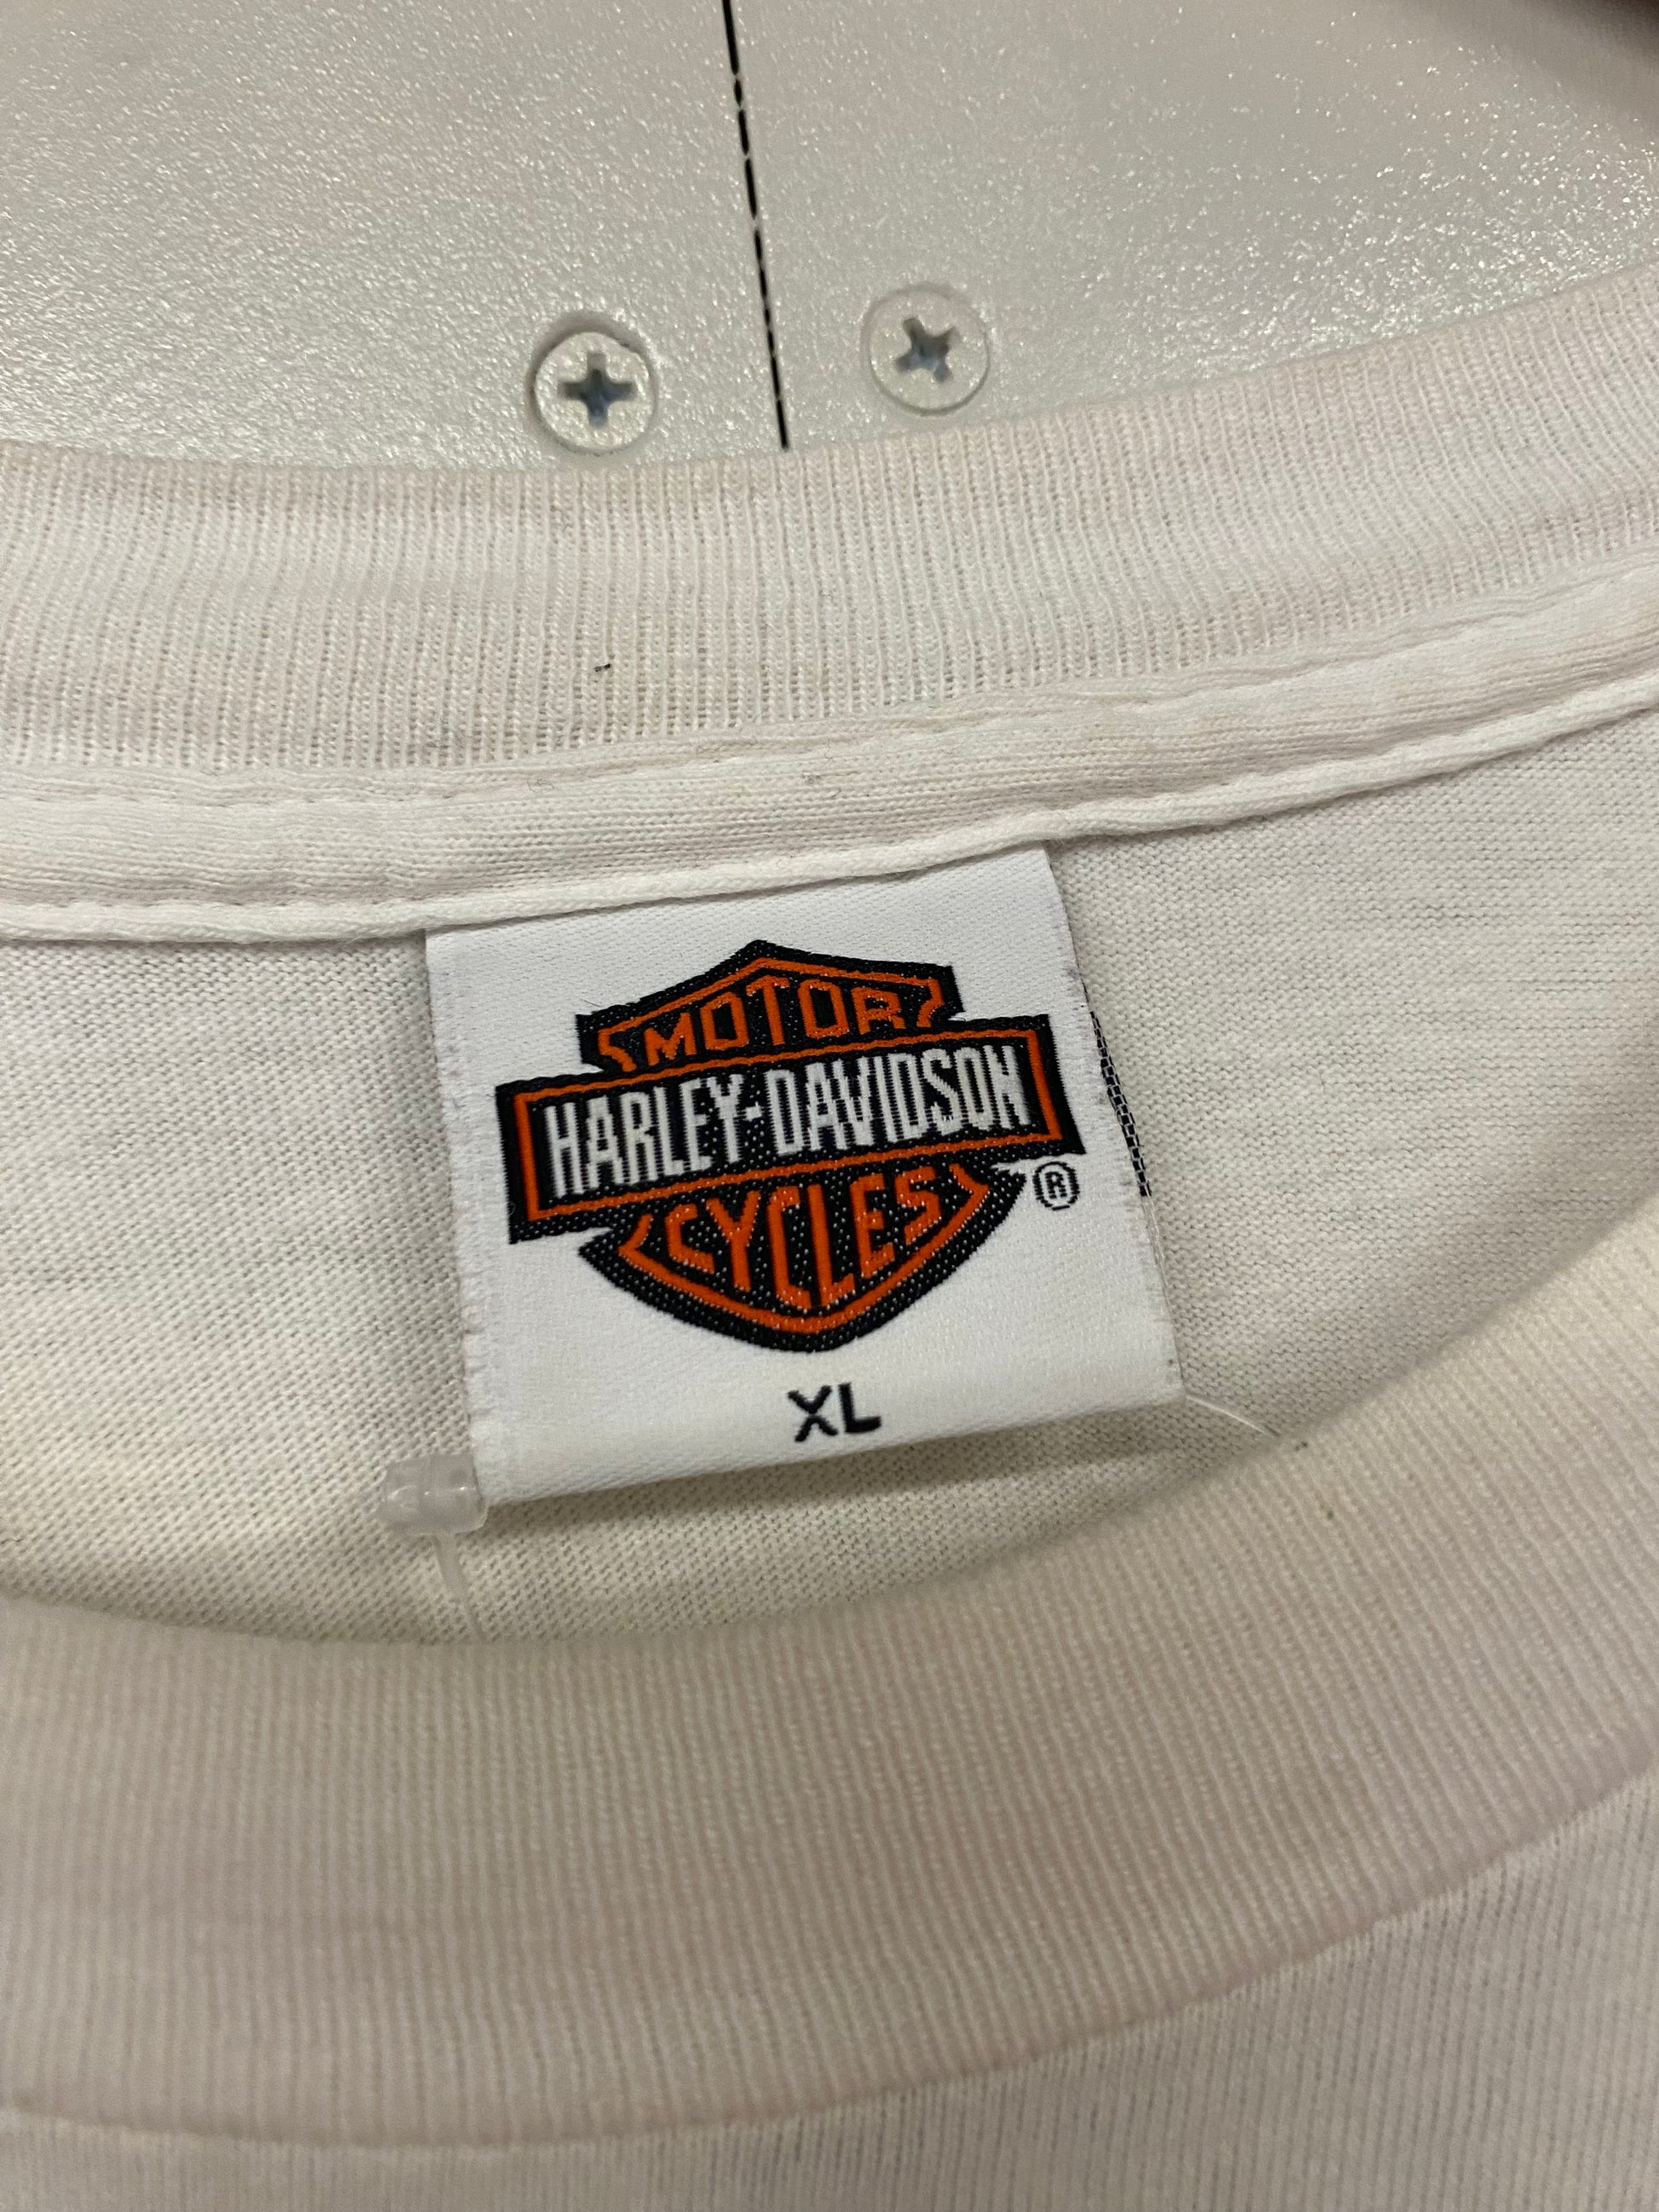 MOTOR
HARLEY-DAVIDSON
CYCLES
®
XL